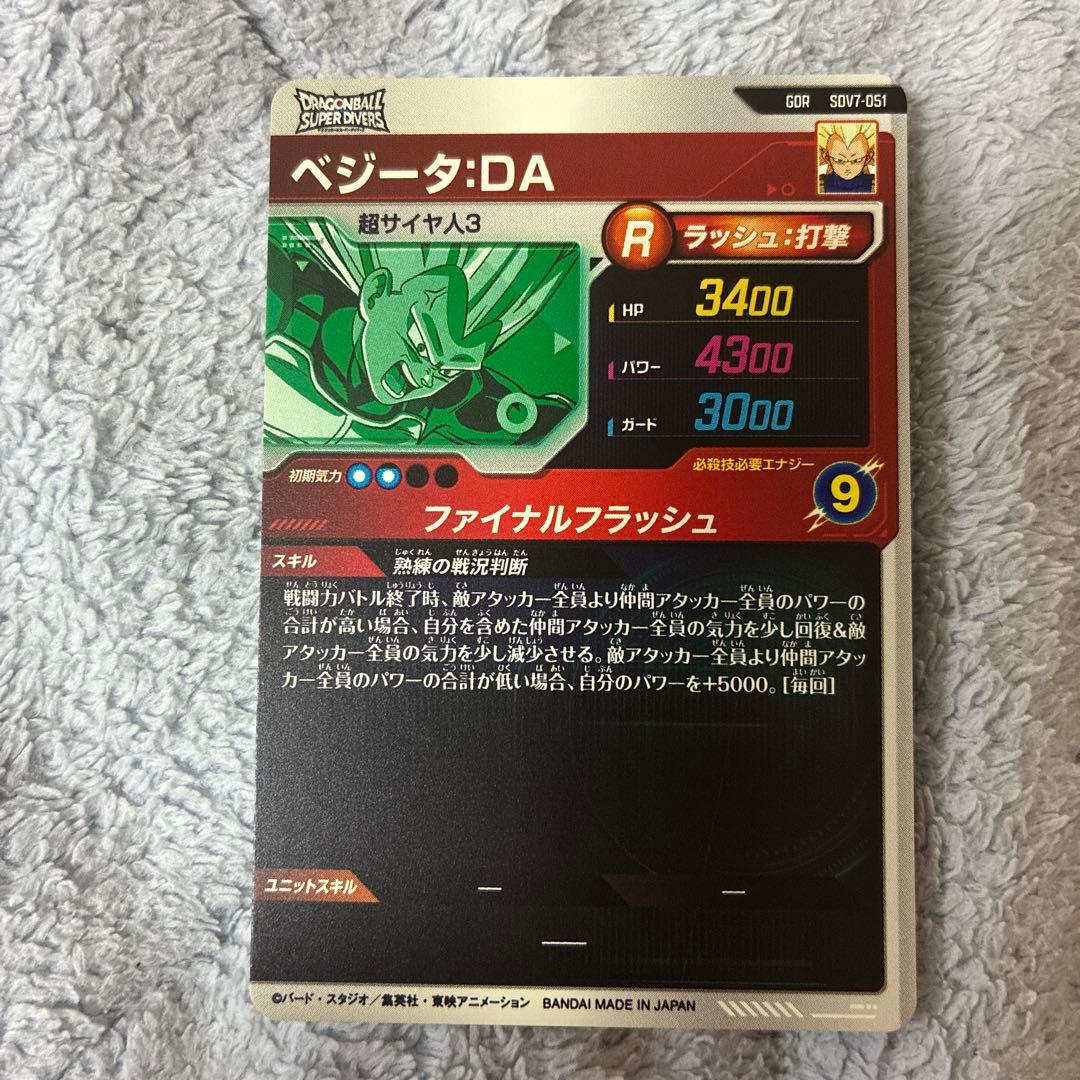 DRAGONBALL
SUPER DIVERS
GDR SDV7-051
ベジータ:DA
超サイヤ人3
R ラッシュ:打撃
HP 3400
パワー 4300
ガード 3000
初期気力
必殺技必要エナジー
9
ファイナルフラッシュ
スキル 熟練の戦況判断
戦闘力バトル終了時、敵アタッカー全員より仲間アタッカー全員のパワーの
合計が高い場合、自分を含めた仲間アタッカー全員の気力を少し回復&敵
アタッカー全員の気力を少し減少させる。敵アタッカー全員より仲間アタッ
カー全員のパワーの合計が低い場合、自分のパワーを+5000。[毎回]
ユニットスキル — —
—
©バード・スタジオ/集英社・東映アニメーション BANDAI MADE IN JAPAN